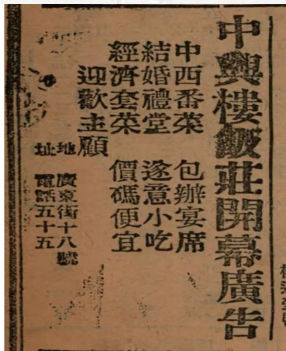 中興樓飯莊開幕廣告
中西番菜 包辦宴席
結婚禮堂 遂意小吃
經濟套菜 價碼便宜
迎歡主顧
地址 廣東街十八號
電話五十五